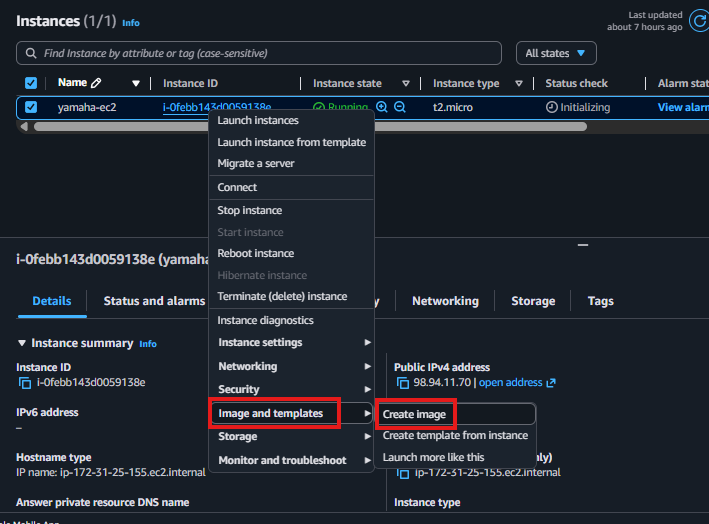 Instances (1/1) Info
Last updated
about 7 hours ago
Find Instance by attribute or tag (case-sensitive)
All states
Name Instance ID Instance state Instance type Status check Alarm stat
yamaha-ec2 i-0febb143d0059138e Running t2.micro Initializing View alarm
Launch instances
Launch instance from template
Migrate a server
Connect
Stop instance
Start instance
Reboot instance
Hibernate instance
Terminate (delete) instance
Instance diagnostics
Instance settings
Networking
Security
Image and templates
Storage
Monitor and troubleshoot
Create image
Create template from instance
Launch more like this
i-0febb143d0059138e (yamaha
Details Status and alarms y Networking Storage Tags
Instance summary Info
Instance ID
i-0febb143d0059138e
Public IPv4 address
98.94.11.70 | open address
IPv6 address
–
Hostname type
IP name: ip-172-31-25-155.ec2.internal
ly)
ip-172-31-25-155.ec2.internal
Answer private resource DNS name
Instance type